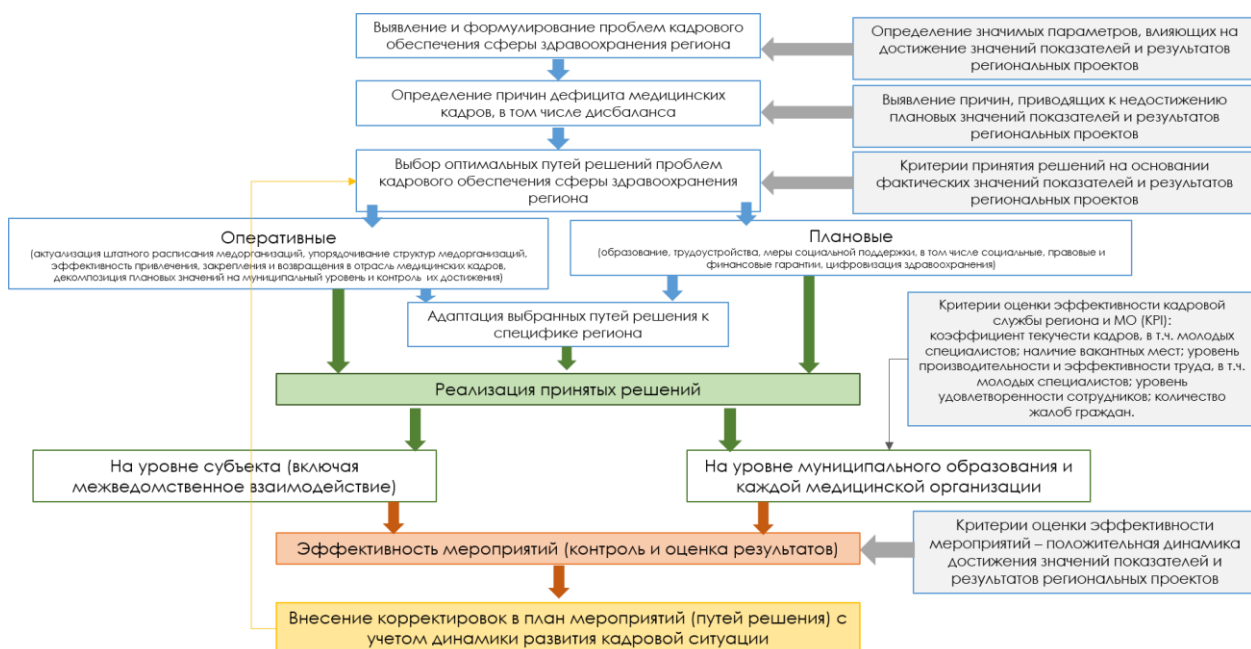 Выявление и формулирование проблем кадрового
обеспечения сферы здравоохранения региона
Определение значимых параметров, влияющих на
достижение значений показателей и результатов
региональных проектов
Определение причин дефицита медицинских
кадров, в том числе дисбаланса
Выявление причин, приводящих к недостижению
плановых значений показателей и результатов
региональных проектов
Выбор оптимальных путей решений проблем
кадрового обеспечения сферы здравоохранения
региона
Критерии принятия решений на основании
фактических значений показателей и результатов
региональных проектов
Оперативные
(актуализация штатного расписания медорганизаций, упорядочивание структур медорганизаций,
эффективность привлечения, закрепления и возвращения в отрасль медицинских кадров,
декомпозиция плановых значений на муниципальный уровень и контроль их достижения)
Плановые
(образование, трудоустройства, меры социальной поддержки, в том числе социальные, правовые и
финансовые гарантии, цифровизация здравоохранения)
Адаптация выбранных путей решения к
специфике региона
Критерии оценки эффективности кадровой
службы региона и МО (KPI):
коэффициент текучести кадров, в т.ч. молодых
специалистов; наличие вакантных мест; уровень
производительности и эффективности труда, в т.ч.
молодых специалистов; уровень
удовлетворенности сотрудников; количество
жалоб граждан.
Реализация принятых решений
На уровне субъекта (включая
межведомственное взаимодействие)
На уровне муниципального образования и
каждой медицинской организации
Эффективность мероприятий (контроль и оценка результатов)
Критерии оценки эффективности
мероприятий – положительная динамика
достижения значений показателей и
результатов региональных проектов
Внесение корректировок в план мероприятий (путей решения) с
учетом динамики развития кадровой ситуации